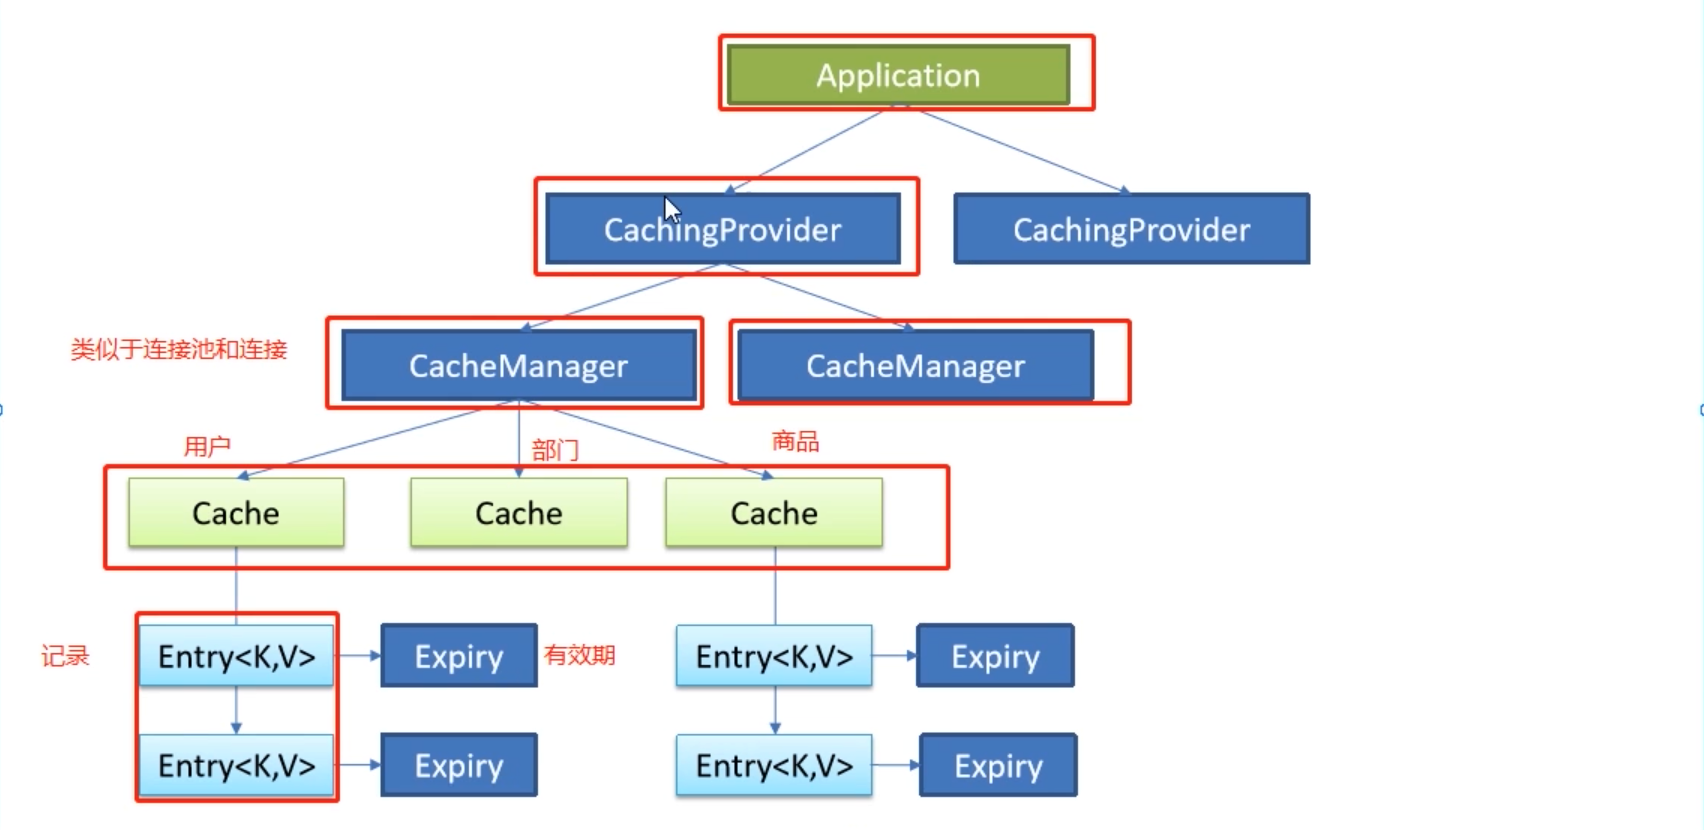 Application
CachingProvider
CachingProvider
类似于连接池和连接
CacheManager
CacheManager
用户
部门
商品
Cache
Cache
Cache
记录
Entry<K,V>
Expiry
有效期
Entry<K,V>
Expiry
Entry<K,V>
Expiry
Entry<K,V>
Expiry